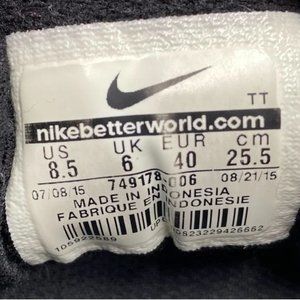 TT
nikebetterworld.com
US UK EUR cm
8.5 6 40 25.5
07/08/15 749178 006 08/21/15
MADE IN INDONESIA
FABRIQUE EN INDONESIE
105922589